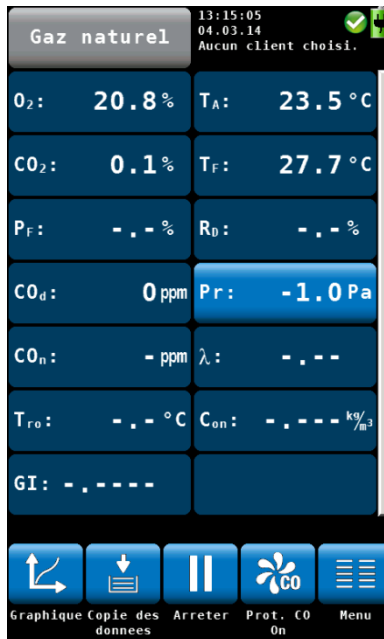 Gaz naturel
13:15:05
04.03.14
Aucun client choisi.
O₂: 20.8 % TA: 23.5 °C
CO₂: 0.1 % TF: 27.7 °C
PF: -.- % RD: -.- %
COd: 0 ppm Pr: -1.0 Pa
COn: - ppm λ: -.--
Tro: -.- °C Con: -.--- kg/m³
GI: -.----
CO
Graphique Copie des donnees Arreter Prot. CO On Menu